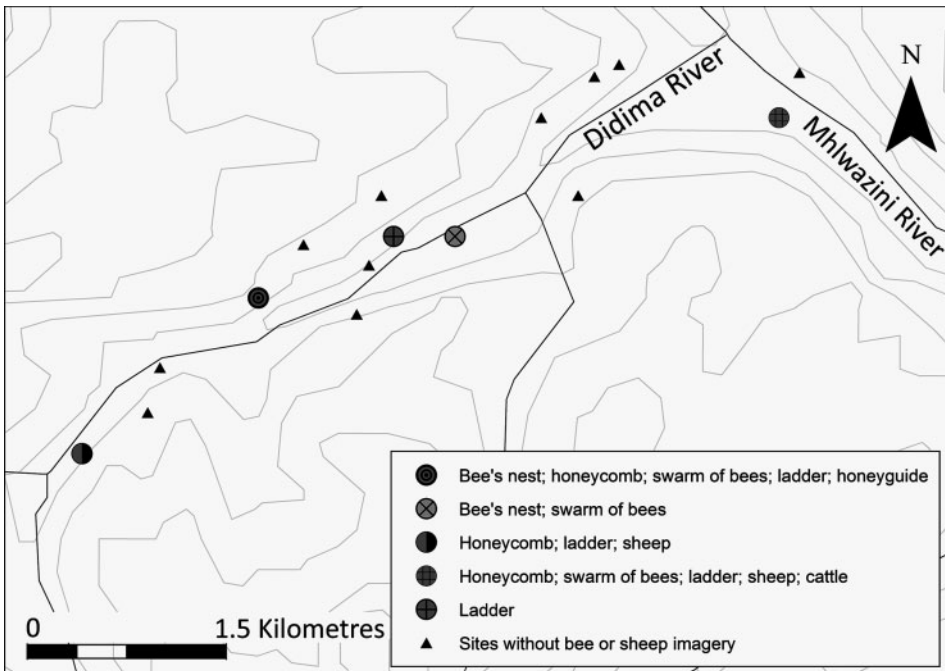 N
Didima River
Mhlwazini River
Bee's nest; honeycomb; swarm of bees; ladder; honeyguide
Bee's nest; swarm of bees
Honeycomb; ladder; sheep
Honeycomb; swarm of bees; ladder; sheep; cattle
Ladder
Sites without bee or sheep imagery
0 1.5 Kilometres